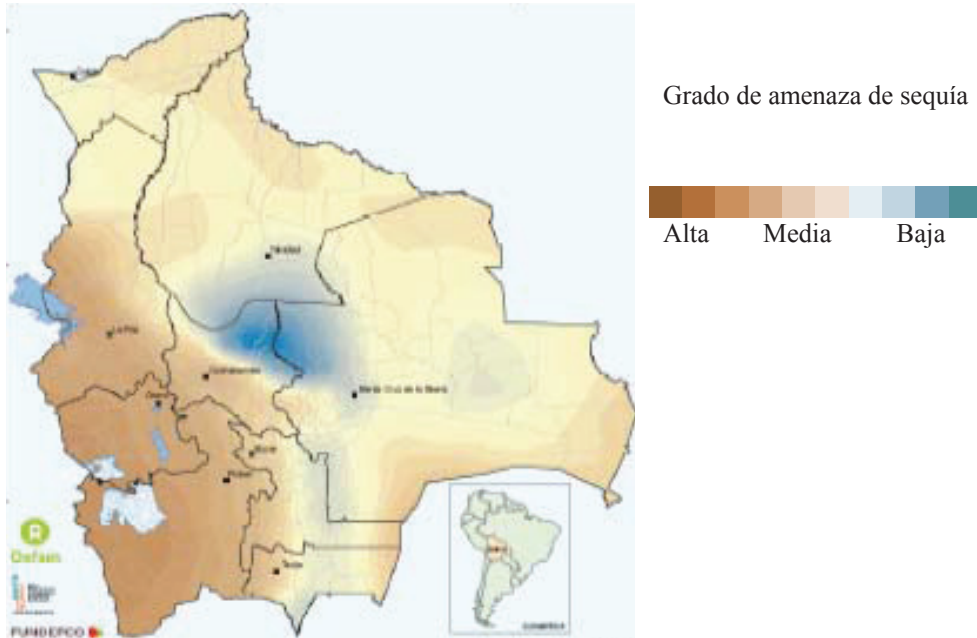 Trinidad
La Paz
Cochabamba
Santa Cruz de la Sierra
Oruro
Sucre
Potosí
Tarija
Oxfam
FUNDEPCO
Grado de amenaza de sequía
Alta Media Baja